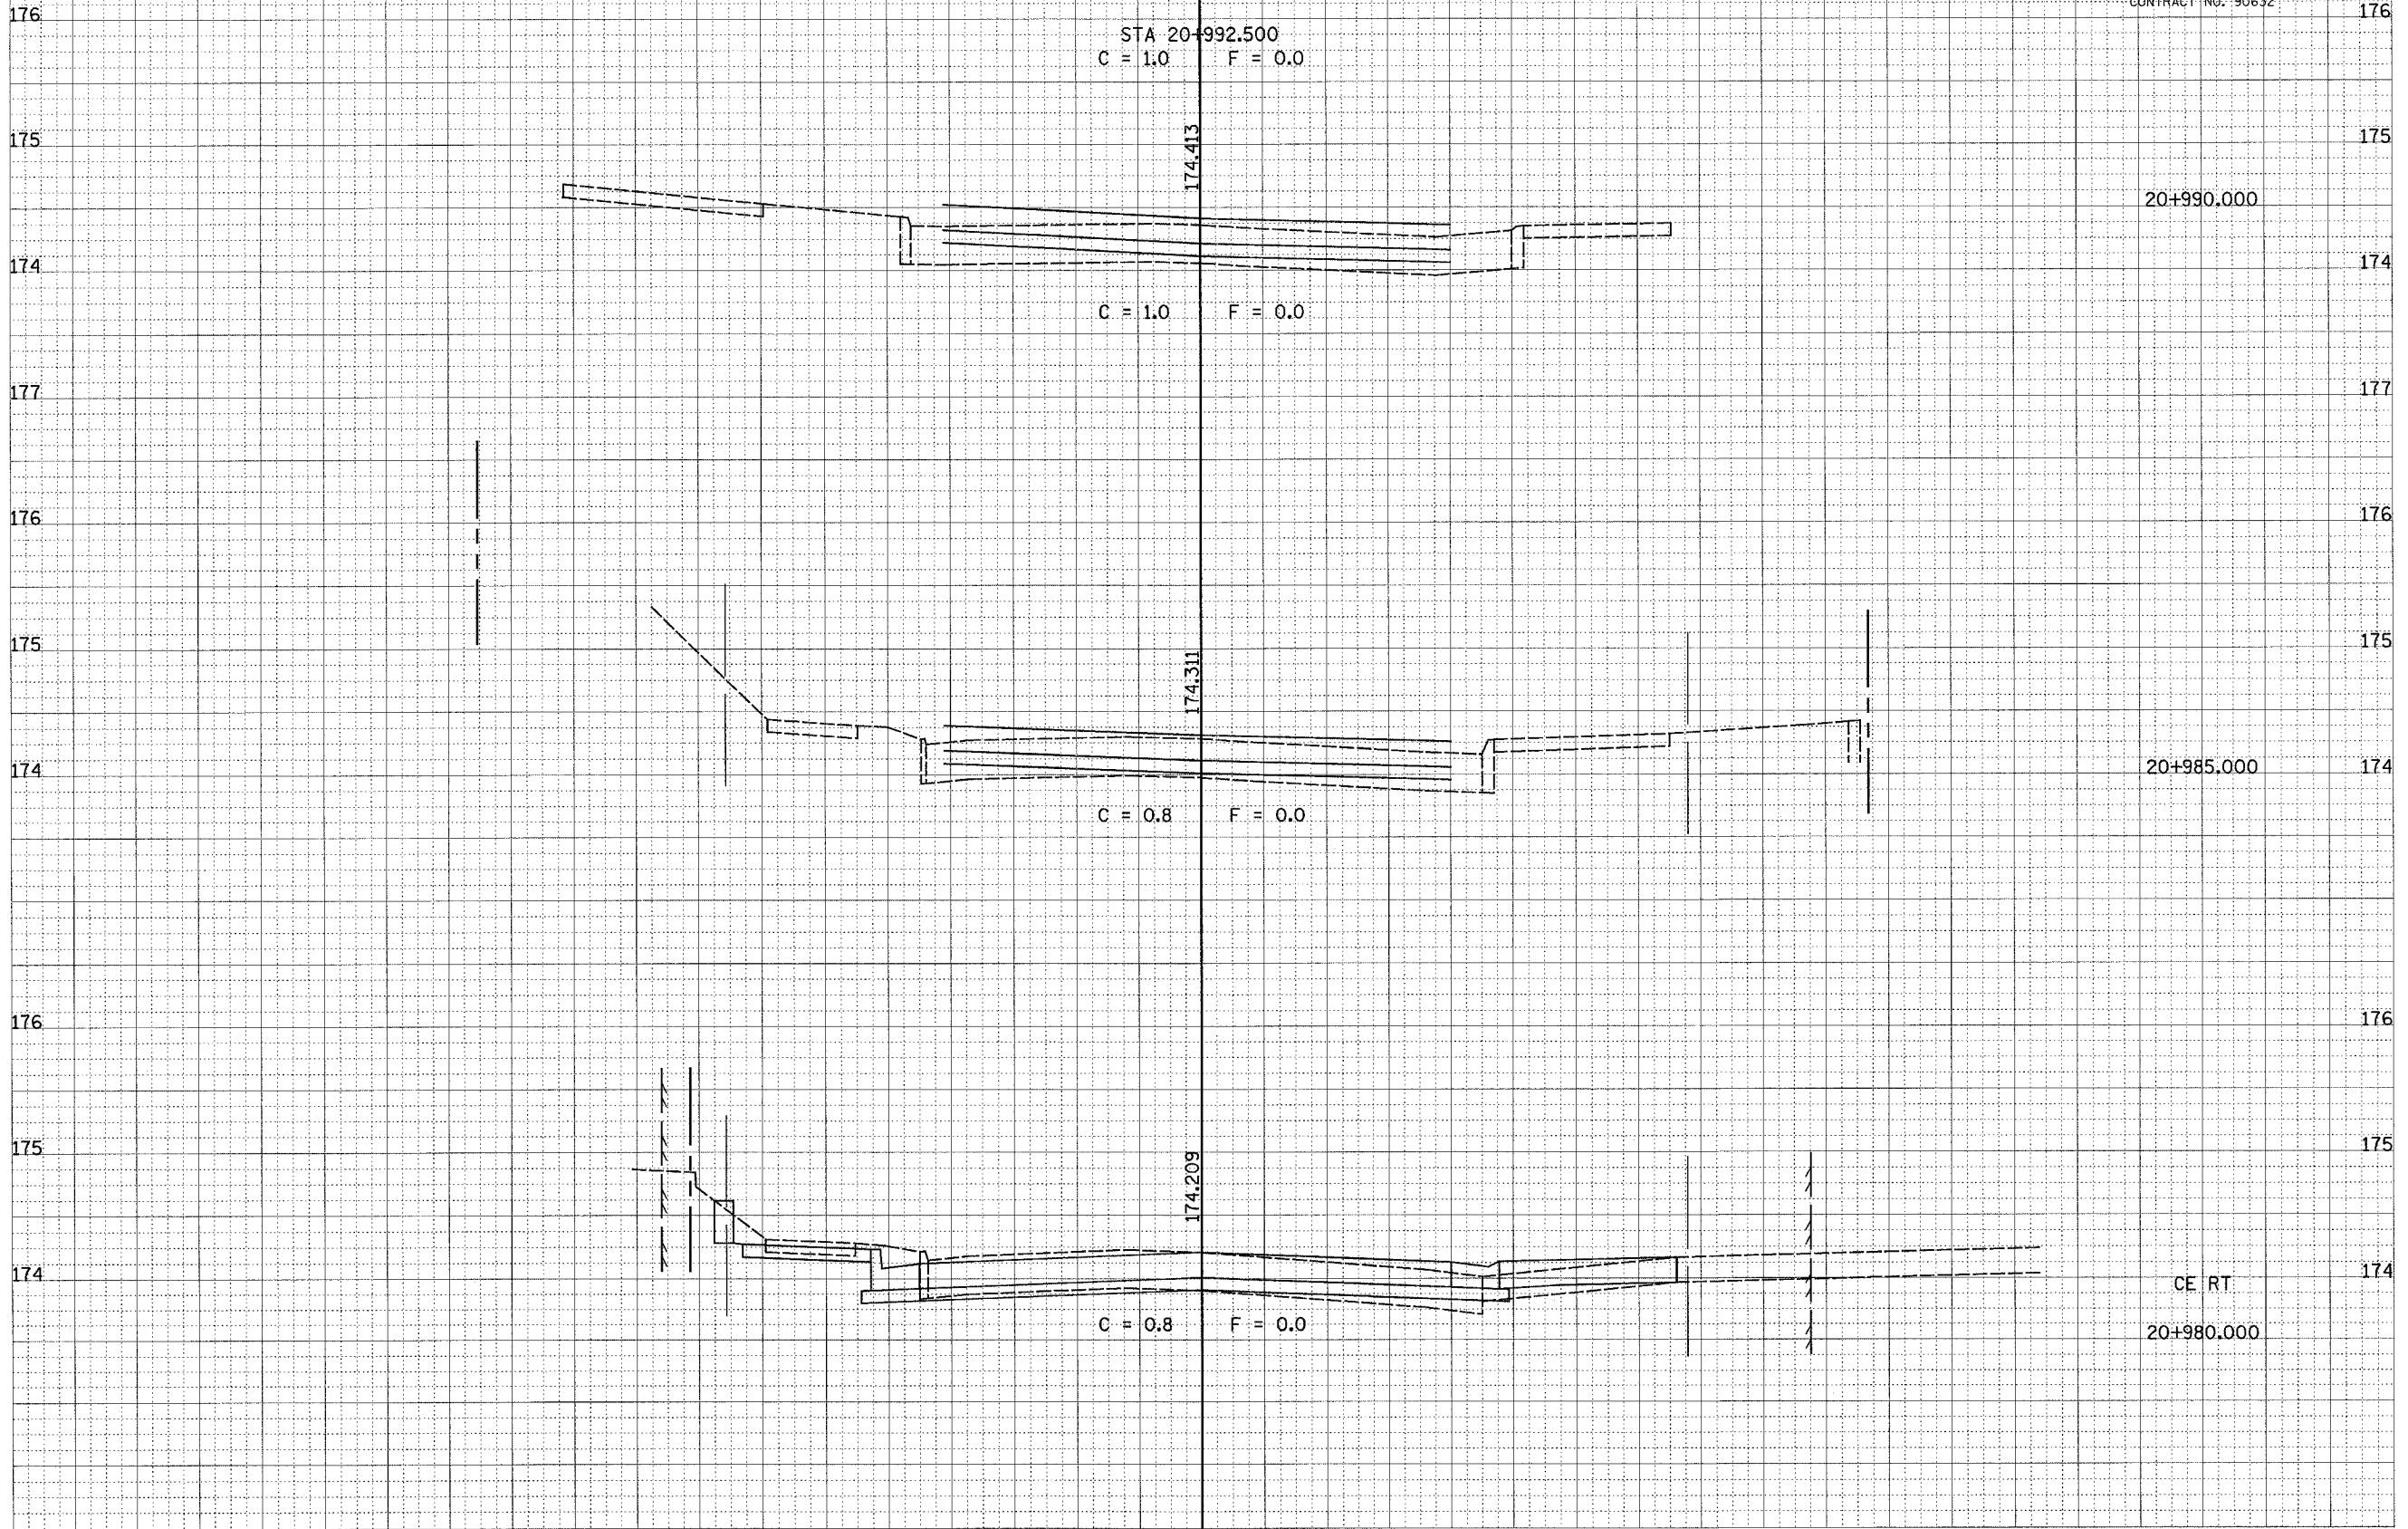 CONTRACT NO. 90632
176 176
STA 20+992.500
C = 1.0 F = 0.0
175 174.413 175
20+990.000
174 174
C = 1.0 F = 0.0
177 177
176 176
175 174.311 175
174 20+985.000 174
C = 0.8 F = 0.0
176 176
175 174.209 175
174 174
CE RT
C = 0.8 F = 0.0
20+980.000